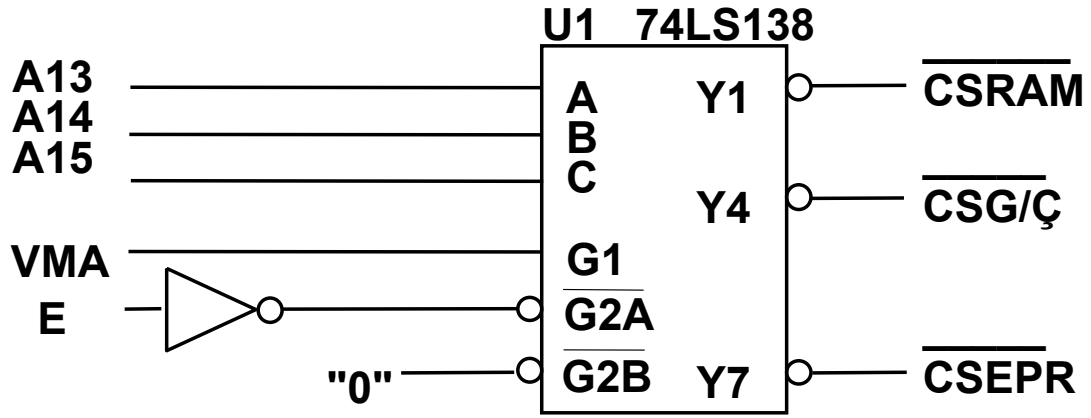 U1 74LS138
A13
A14
A15
VMA
E
"0"
A
B
C
G1
G2A
G2B
Y1
Y4
Y7
CSRAM
CSG/Ç
CSEPR